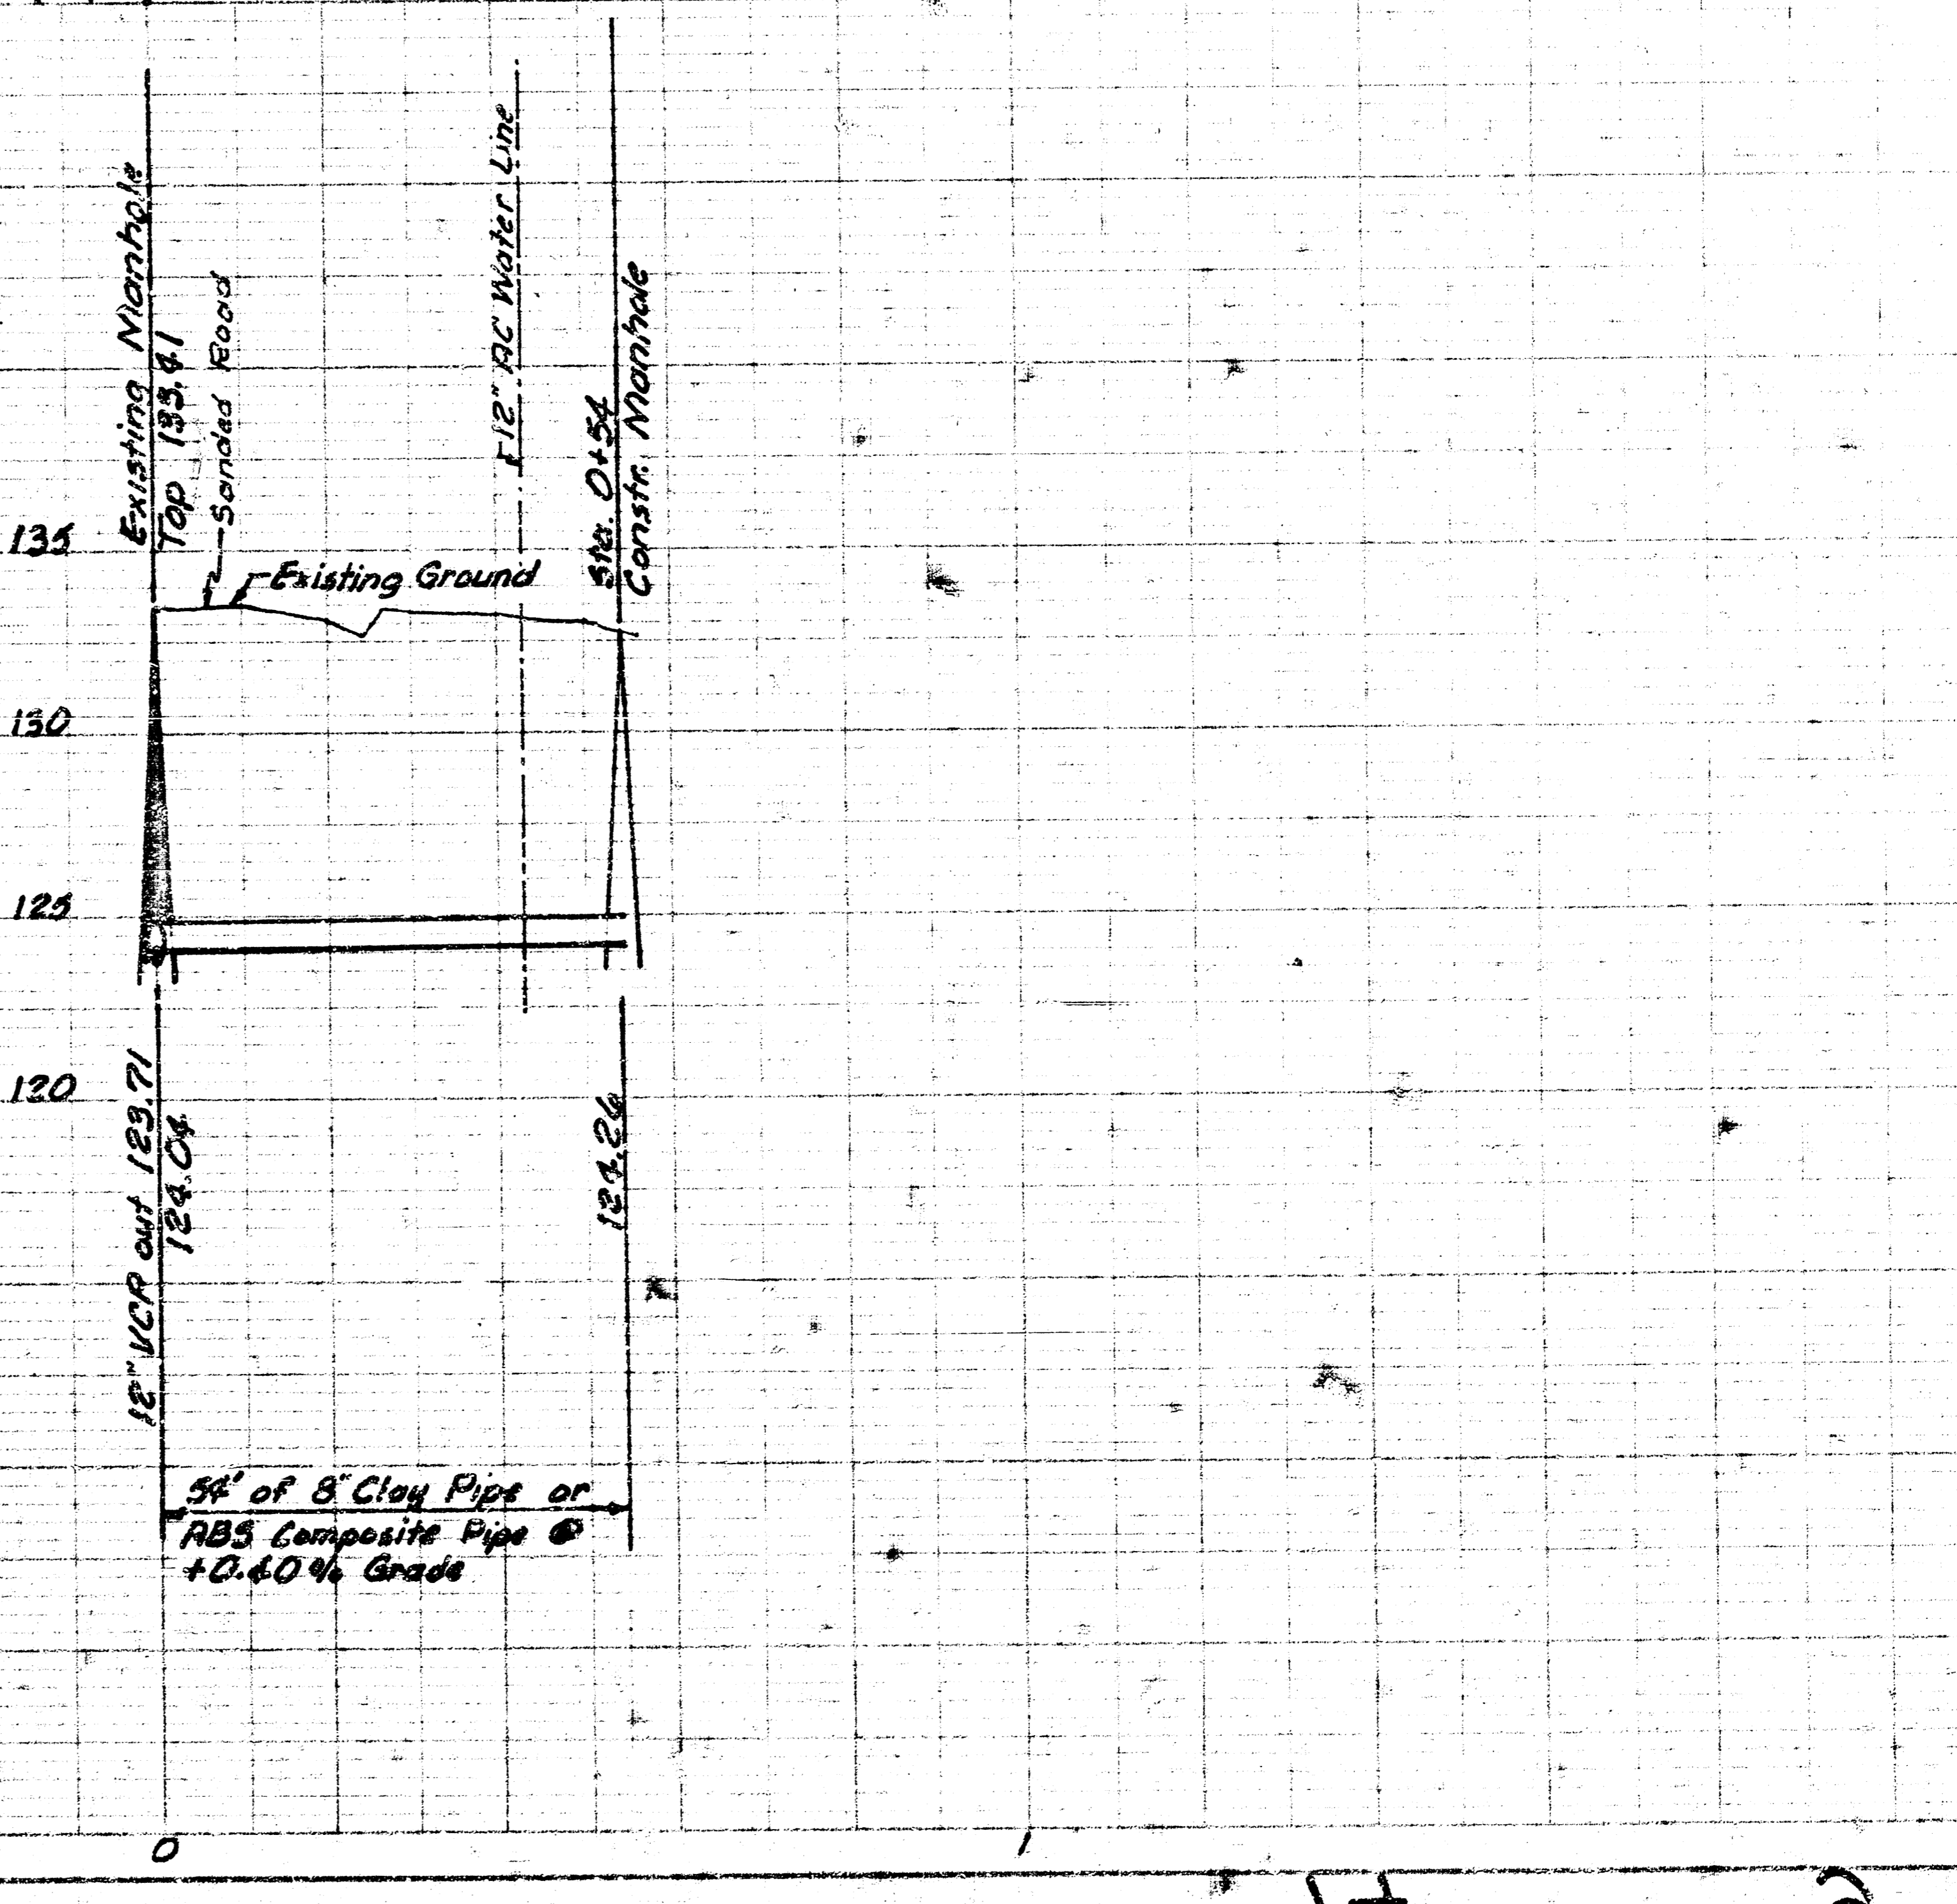 Existing Manhole
Top 133.41
Sanded Road
12" AC Water Line
Sta. 0+54
Constr. Manhole
135
Existing Ground
130
125
120
12" VCP out 123.71
124.04
124.26
54' of 8" Clay Pipe or
ABS Composite Pipe @
+0.40% Grade
0
1